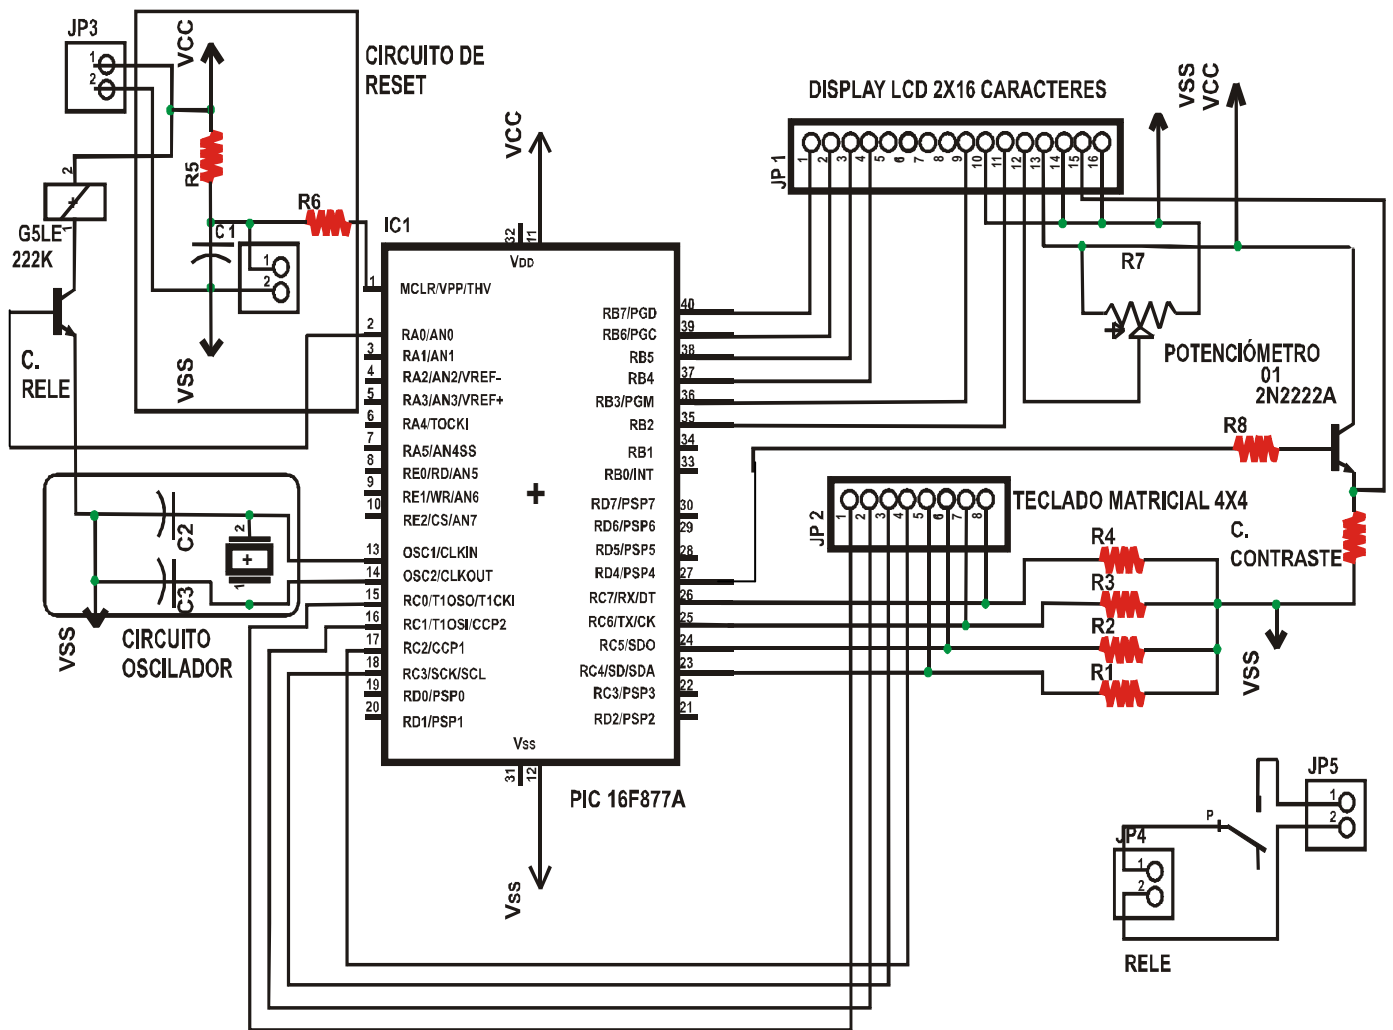 JP3
1
2
VCC
CIRCUITO DE
RESET
R5
R6
C1
1
2
VSS
2
1
G5LE
222K
C.
RELE
IC1
VCC
32
11
VDD
DISPLAY LCD 2X16 CARACTERES
JP 1
1 2 3 4 5 6 7 8 9 10 11 12 13 14 15 16
VSS
VCC
R7
POTENCIÓMETRO
01
2N2222A
R8
1 MCLR/VPP/THV
2 RA0/AN0
3 RA1/AN1
4 RA2/AN2/VREF-
5 RA3/AN3/VREF+
6 RA4/TOCKI
7 RA5/AN4SS
8 RE0/RD/AN5
9 RE1/WR/AN6
10 RE2/CS/AN7
13 OSC1/CLKIN
14 OSC2/CLKOUT
15 RC0/T1OSO/T1CKI
16 RC1/T1OSI/CCP2
17 RC2/CCP1
18 RC3/SCK/SCL
19 RD0/PSP0
20 RD1/PSP1
RB7/PGD 40
RB6/PGC 39
RB5 38
RB4 37
RB3/PGM 36
RB2 35
RB1 34
RB0/INT 33
RD7/PSP7 30
RD6/PSP6 29
RD5/PSP5 28
RD4/PSP4 27
RC7/RX/DT 26
RC6/TX/CK 25
RC5/SDO 24
RC4/SD/SDA 23
RC3/PSP3 22
RD2/PSP2 21
+
Vss
31
12
Vss
PIC 16F877A
C2
C3
2
+
1
VSS
CIRCUITO
OSCILADOR
JP 2
1 2 3 4 5 6 7 8
TECLADO MATRICIAL 4X4
C.
CONTRASTE
R4
R3
R2
R1
VSS
JP5
1
2
P
JP4
1
2
RELE